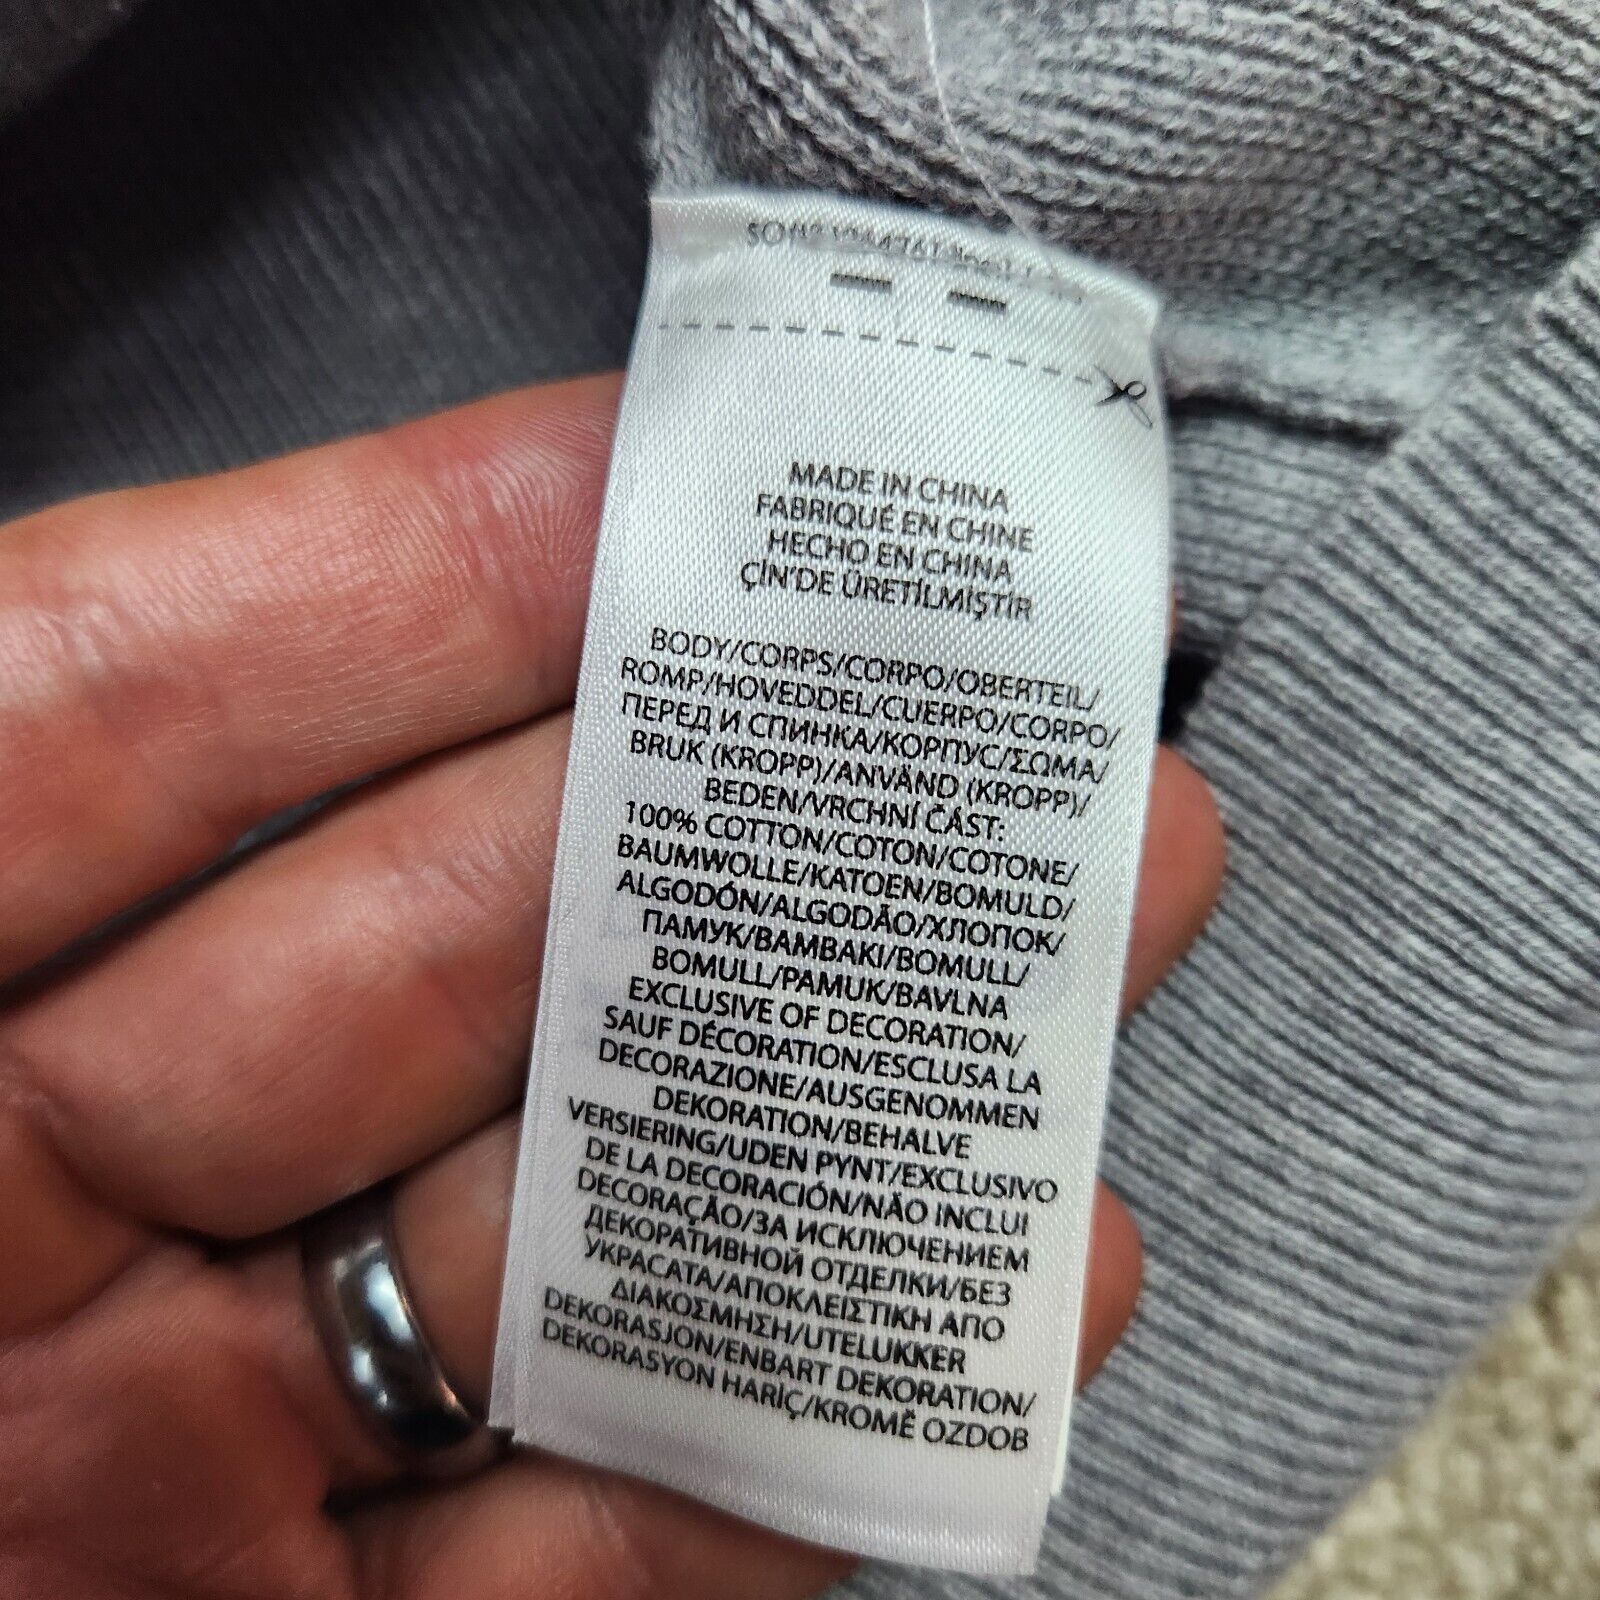 MADE IN CHINA
FABRIQUÉ EN CHINE
HECHO EN CHINA
ÇİN'DE ÜRETİLMİŞTİR
BODY/CORPS/CORPO/OBERTEIL/
ROMP/HOVEDDEL/CUERPO/CORPO/
ПЕРЕД И СПИНКА/КОРПУС/ΣΩΜΑ/
BRUK (KROPP)/ANVÄND (KROPP)/
BEDEN/VRCHNÍ ČÁST:
100% COTTON/COTON/COTONE/
BAUMWOLLE/KATOEN/BOMULD/
ALGODÓN/ALGODÃO/ХЛОПОК/
ПАМУК/ΒΑΜΒΑΚΙ/BOMULL/
BOMULL/PAMUK/BAVLNA
EXCLUSIVE OF DECORATION/
SAUF DÉCORATION/ESCLUSA LA
DECORAZIONE/AUSGENOMMEN
DEKORATION/BEHALVE
VERSIERING/UDEN PYNT/EXCLUSIVO
DE LA DECORACIÓN/NÃO INCLUI
DECORAÇÃO/ЗА ИСКЛЮЧЕНИЕМ
ДЕКОРАТИВНОЙ ОТДЕЛКИ/БЕЗ
УКРАСАТА/ΑΠΟΚΛΕΙΣΤΙΚΗ ΑΠΟ
ΔΙΑΚΟΣΜΗΣΗ/UTELUKKER
DEKORASJON/ENBART DEKORATION/
DEKORASYON HARİÇ/KROMĚ OZDOB